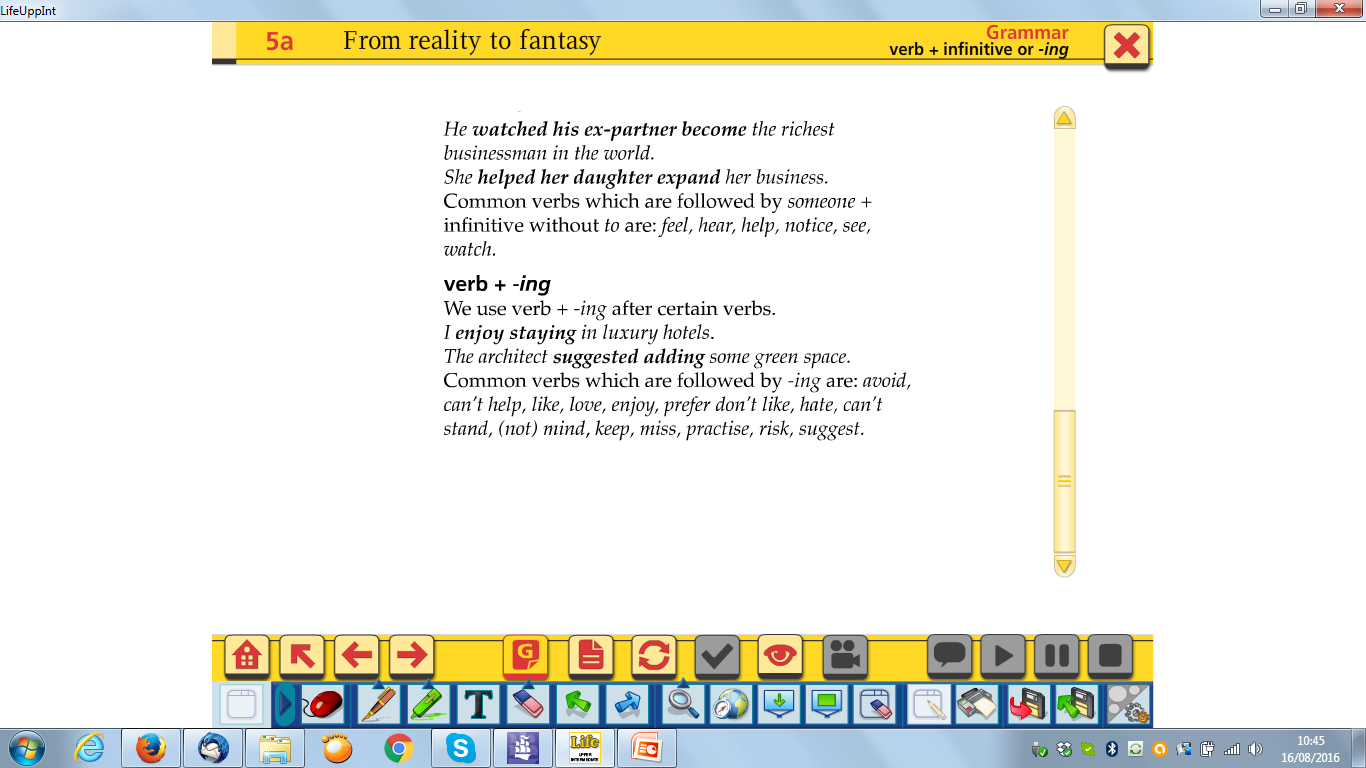 LifeUppInt
5a From reality to fantasy
Grammar
verb + infinitive or -ing
He watched his ex-partner become the richest
businessman in the world.
She helped her daughter expand her business.
Common verbs which are followed by someone +
infinitive without to are: feel, hear, help, notice, see,
watch.
verb + -ing
We use verb + -ing after certain verbs.
I enjoy staying in luxury hotels.
The architect suggested adding some green space.
Common verbs which are followed by -ing are: avoid,
can't help, like, love, enjoy, prefer don't like, hate, can't
stand, (not) mind, keep, miss, practise, risk, suggest.
G
T
Life
UPPER
INTERMEDIATE
10:45
16/08/2016